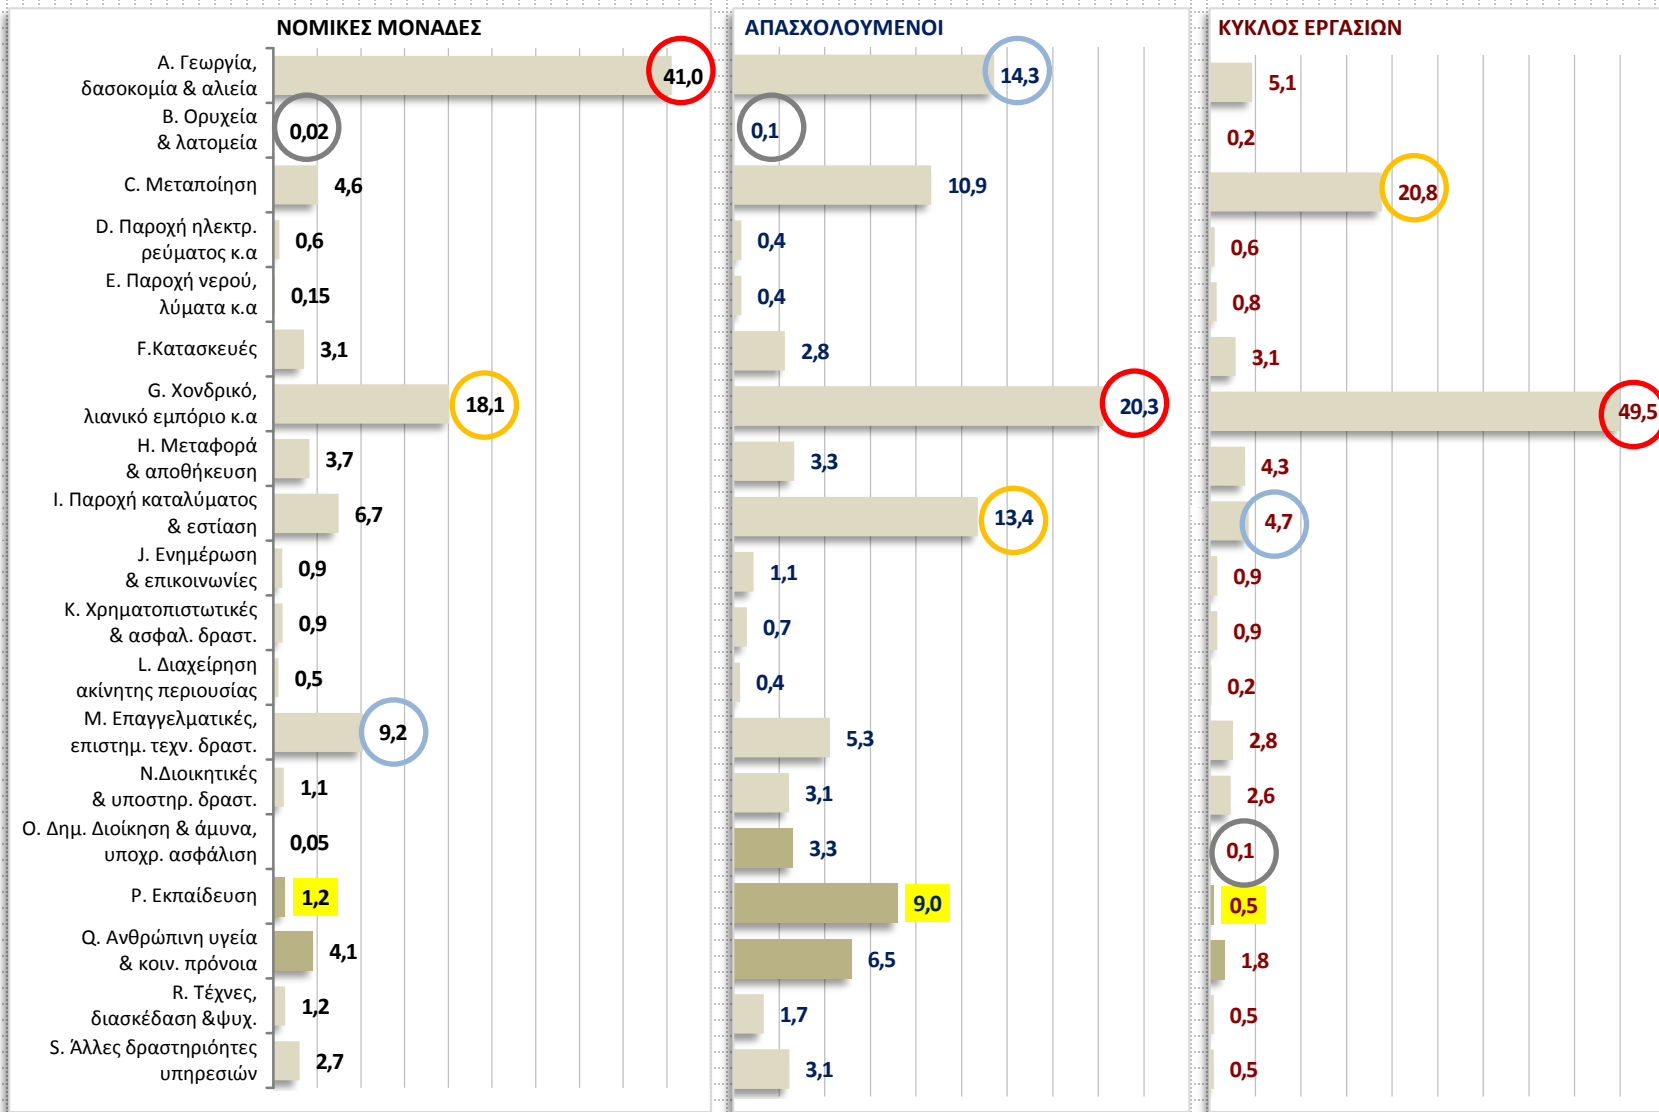 ΝΟΜΙΚΕΣ ΜΟΝΑΔΕΣ
ΑΠΑΣΧΟΛΟΥΜΕΝΟΙ
ΚΥΚΛΟΣ ΕΡΓΑΣΙΩΝ
A. Γεωργία,
δασοκομία & αλιεία
41,0
14,3
5,1
B. Ορυχεία
& λατομεία
0,02
0,1
0,2
C. Μεταποίηση
4,6
10,9
20,8
D. Παροχή ηλεκτρ.
ρεύματος κ.α
0,6
0,4
0,6
E. Παροχή νερού,
λύματα κ.α
0,15
0,4
0,8
F.Κατασκευές
3,1
2,8
3,1
G. Χονδρικό,
λιανικό εμπόριο κ.α
18,1
20,3
49,5
H. Μεταφορά
& αποθήκευση
3,7
3,3
4,3
I. Παροχή καταλύματος
& εστίαση
6,7
13,4
4,7
J. Ενημέρωση
& επικοινωνίες
0,9
1,1
0,9
K. Χρηματοπιστωτικές
& ασφαλ. δραστ.
0,9
0,7
0,9
L. Διαχείρηση
ακίνητης περιουσίας
0,5
0,4
0,2
M. Επαγγελματικές,
επιστημ. τεχν. δραστ.
9,2
5,3
2,8
N.Διοικητικές
& υποστηρ. δραστ.
1,1
3,1
2,6
O. Δημ. Διοίκηση & άμυνα,
υποχρ. ασφάλιση
0,05
3,3
0,1
P. Εκπαίδευση
1,2
9,0
0,5
Q. Ανθρώπινη υγεία
& κοιν. πρόνοια
4,1
6,5
1,8
R. Τέχνες,
διασκέδαση &ψυχ.
1,2
1,7
0,5
S. Άλλες δραστηριόητες
υπηρεσιών
2,7
3,1
0,5